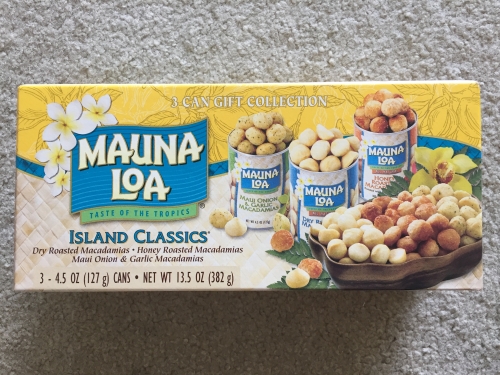 3 CAN GIFT COLLECTION
MAUNA
LOA®
TASTE OF THE TROPICS
ISLAND CLASSICS®
Dry Roasted Macadamias • Honey Roasted Macadamias
Maui Onion & Garlic Macadamias
3 - 4.5 OZ (127 g) CANS • NET WT 13.5 OZ (382 g)
MAUNA
LOA
MAUI ONION
& GARLIC
MACADAMIAS
MAUNA
LOA
MAUNA
LOA